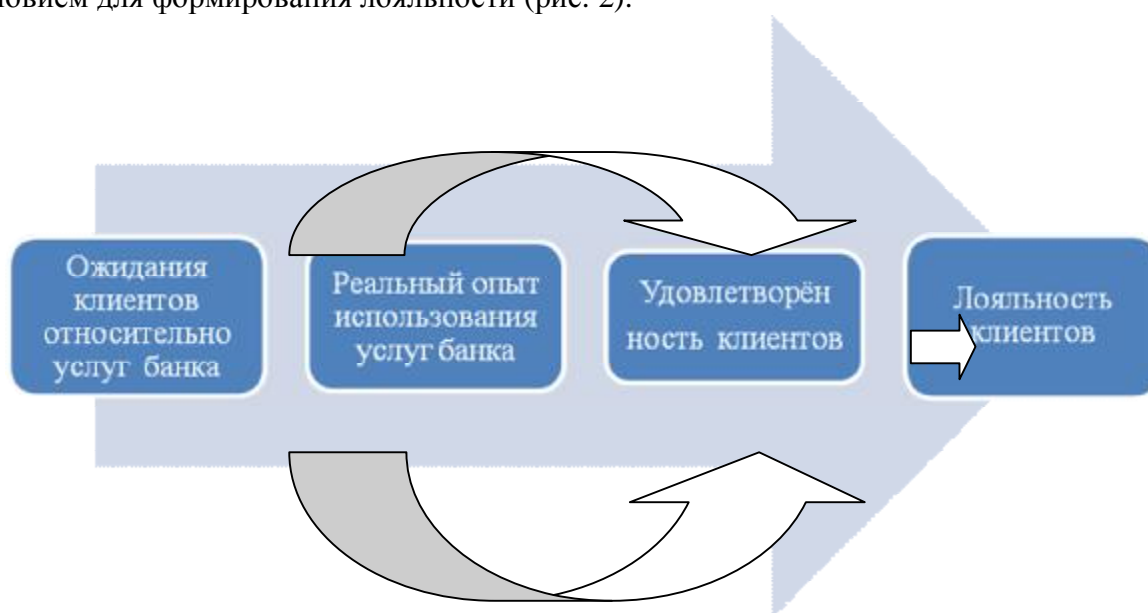 овием для формирования лояльности (рис. 2).
Ожидания
клиентов
относительно
услуг банка
Реальный опыт
использования
услуг банка
Удовлетворён
ность клиентов
Лояльность
клиентов